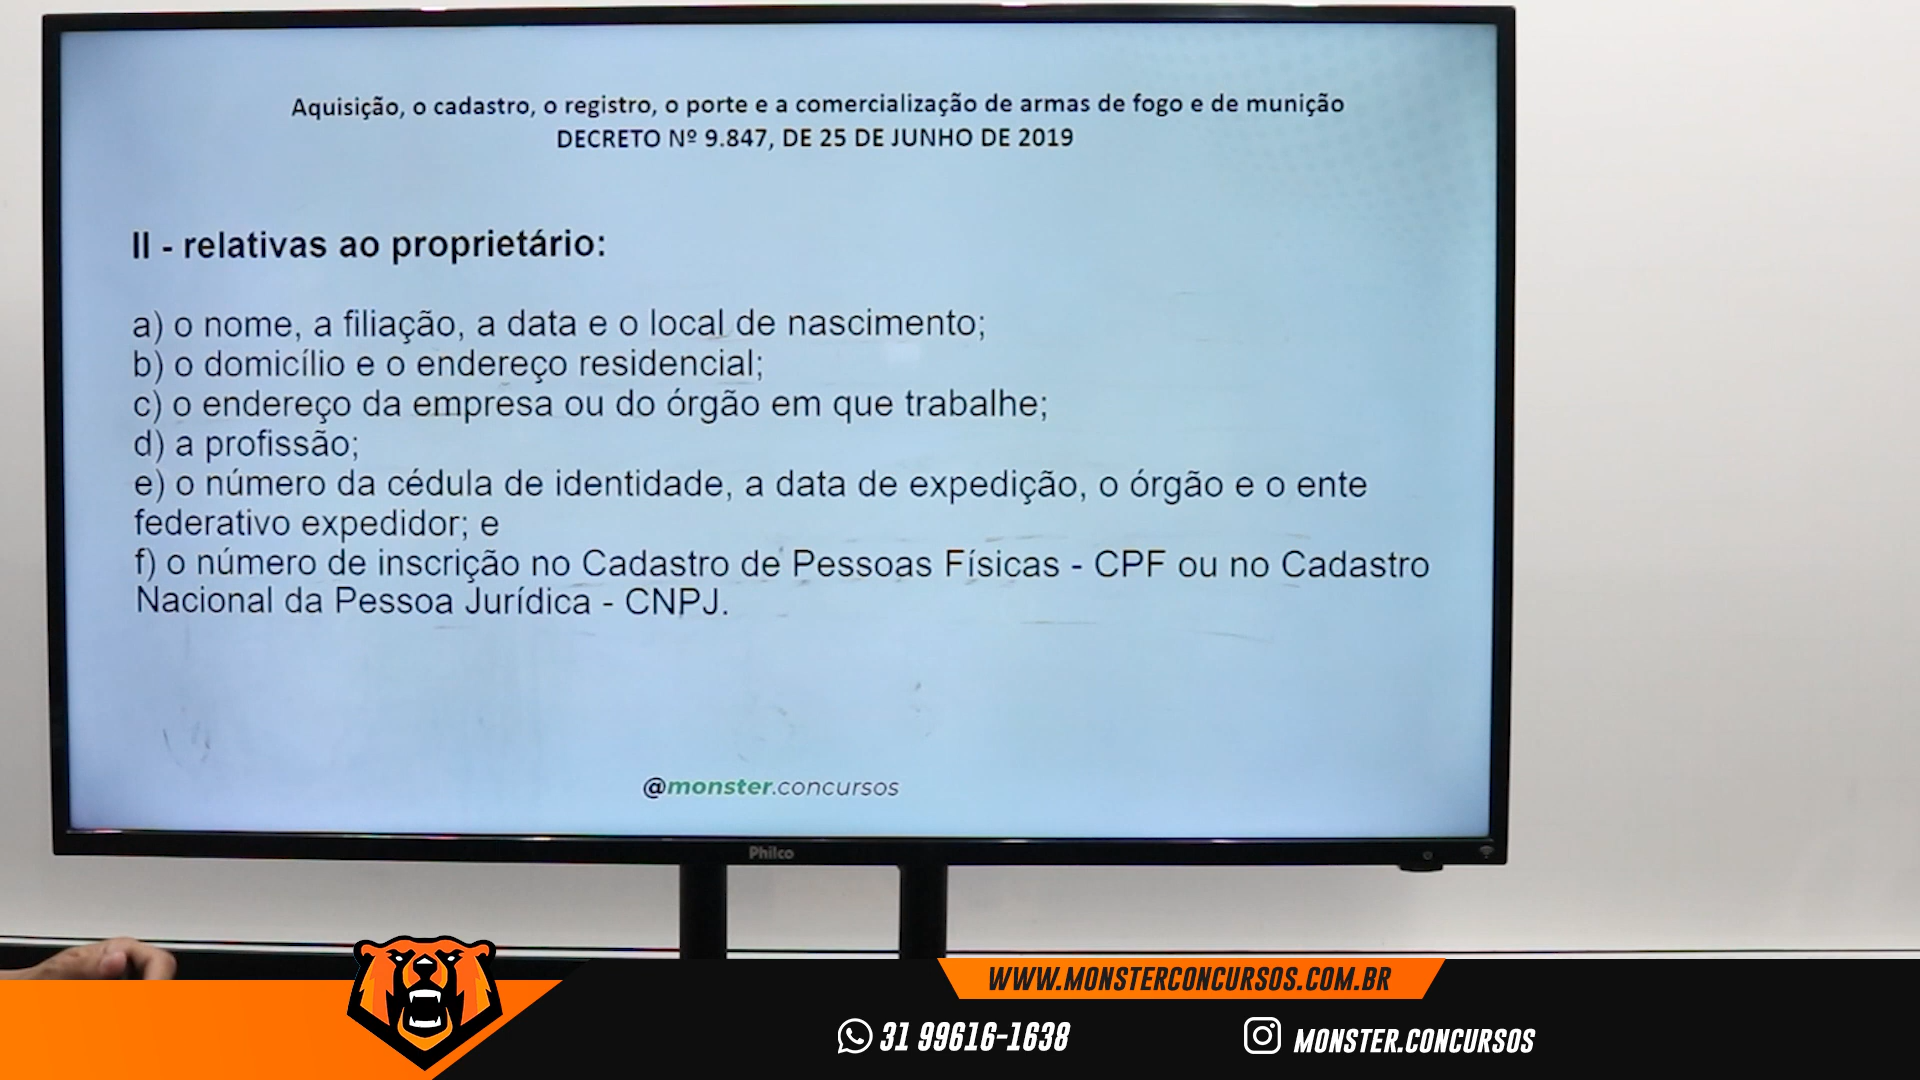 Aquisição, o cadastro, o registro, o porte e a comercialização de armas de fogo e de munição
DECRETO Nº 9.847, DE 25 DE JUNHO DE 2019
II - relativas ao proprietário:
a) o nome, a filiação, a data e o local de nascimento;
b) o domicílio e o endereço residencial;
c) o endereço da empresa ou do órgão em que trabalhe;
d) a profissão;
e) o número da cédula de identidade, a data de expedição, o órgão e o ente
federativo expedidor; e
f) o número de inscrição no Cadastro de Pessoas Físicas - CPF ou no Cadastro
Nacional da Pessoa Jurídica - CNPJ.
@monster.concursos
Philco
WWW.MONSTERCONCURSOS.COM.BR
31 99616-1638
MONSTER.CONCURSOS